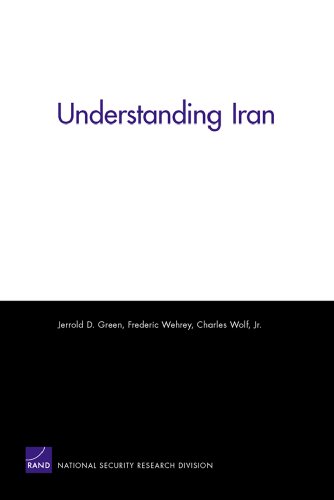 Understanding Iran
Jerrold D. Green, Frederic Wehrey, Charles Wolf, Jr.
RAND
NATIONAL SECURITY RESEARCH DIVISION